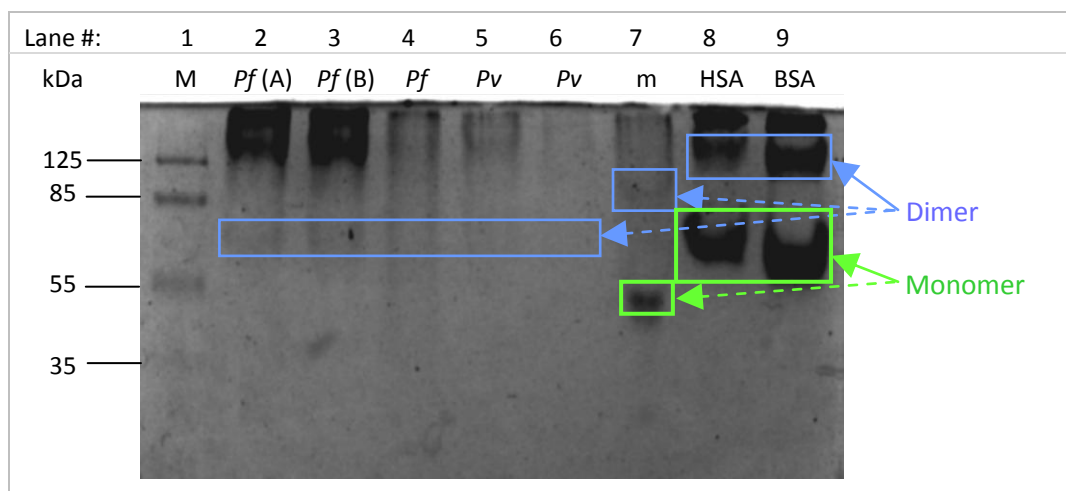 Lane #: 1 2 3 4 5 6 7 8 9
kDa M Pf (A) Pf (B) Pf Pv Pv m HSA BSA
125
85
Dimer
55
Monomer
35